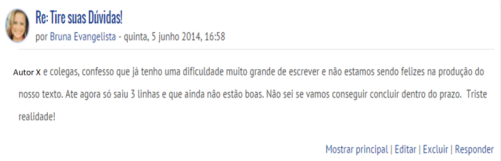 Re: Tire suas Dúvidas!
por Bruna Evangelista - quinta, 5 junho 2014, 16:58
Autor X e colegas, confesso que já tenho uma dificuldade muito grande de escrever e não estamos sendo felizes na produção do
nosso texto. Ate agora só saiu 3 linhas e que ainda não estão boas. Não sei se vamos conseguir concluir dentro do prazo. Triste
realidade!
Mostrar principal | Editar | Excluir | Responder